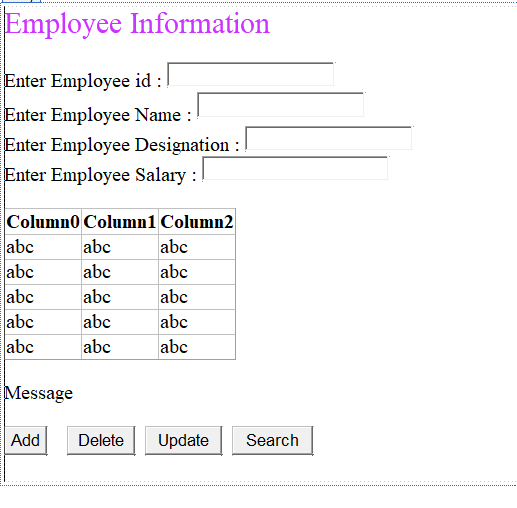 Employee Information
Enter Employee id :
Enter Employee Name :
Enter Employee Designation :
Enter Employee Salary :
Column0 Column1 Column2
abc abc abc
abc abc abc
abc abc abc
abc abc abc
abc abc abc
Message
Add Delete Update Search